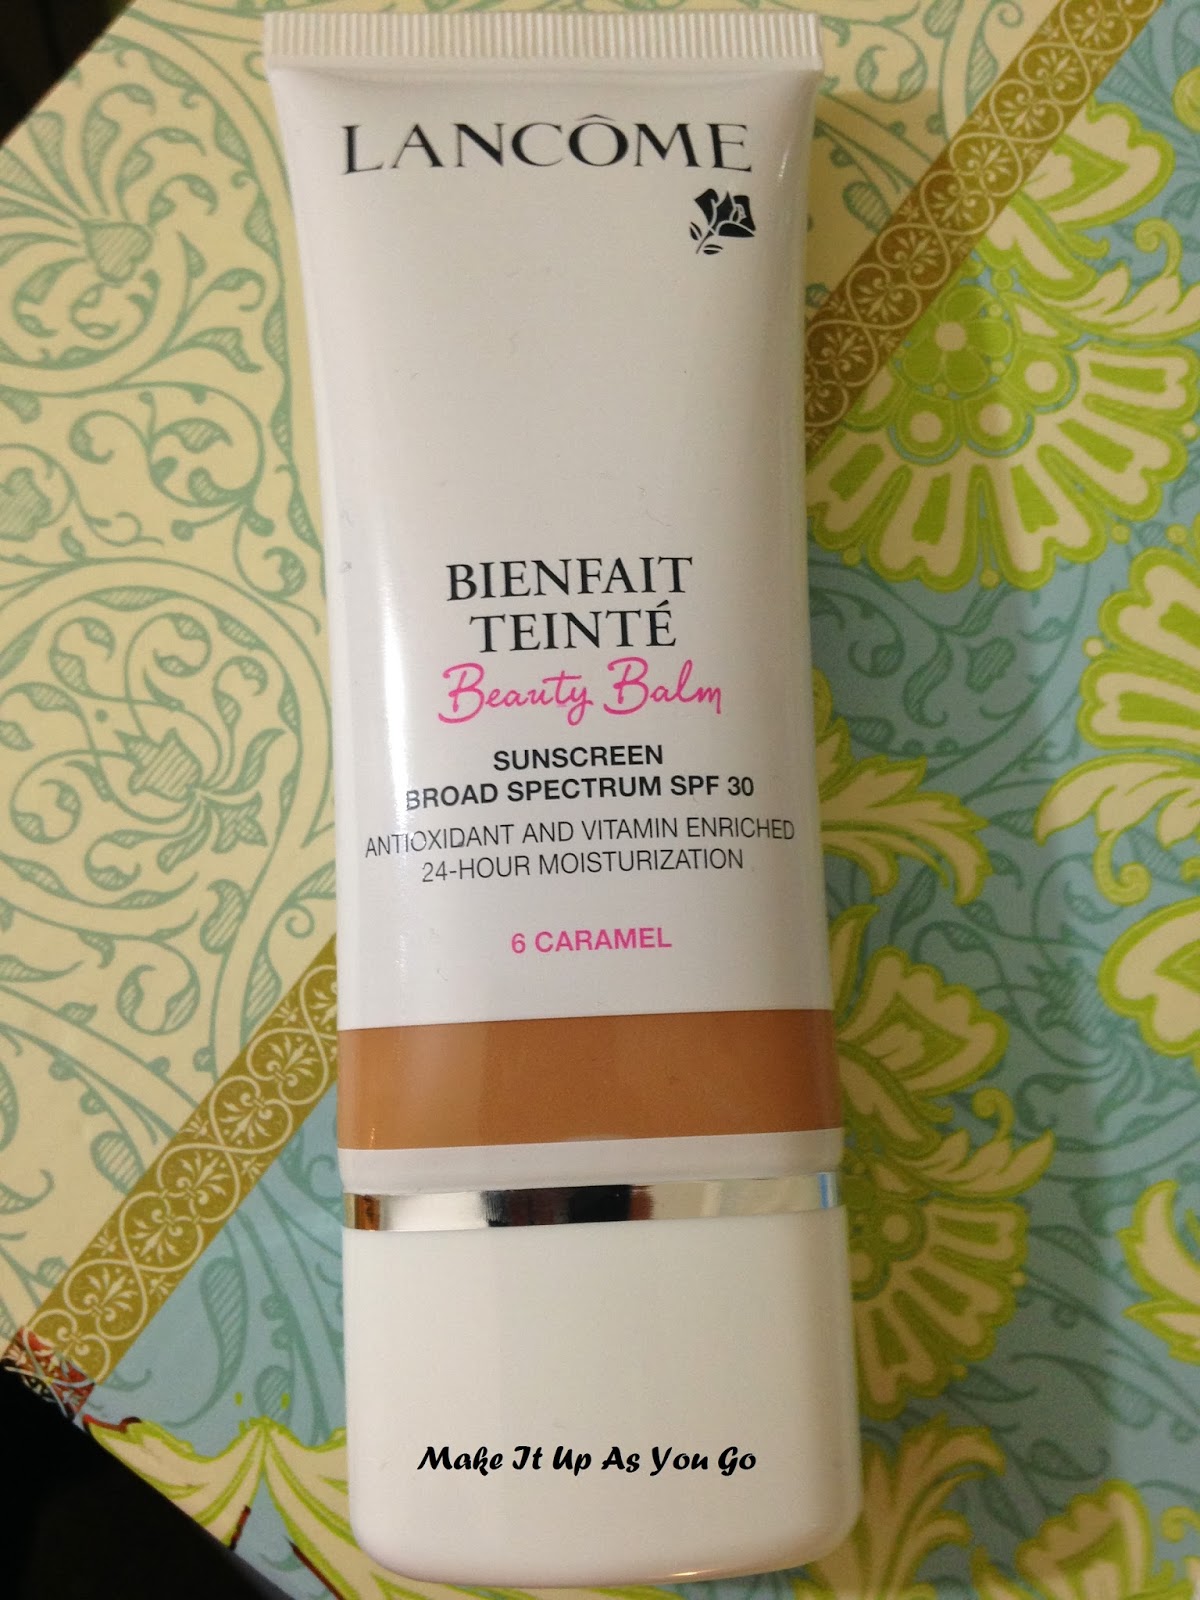 LANCÔME
BIENFAIT
TEINTÉ
Beauty Balm
SUNSCREEN
BROAD SPECTRUM SPF 30
ANTIOXIDANT AND VITAMIN ENRICHED
24-HOUR MOISTURIZATION
6 CARAMEL
Make It Up As You Go